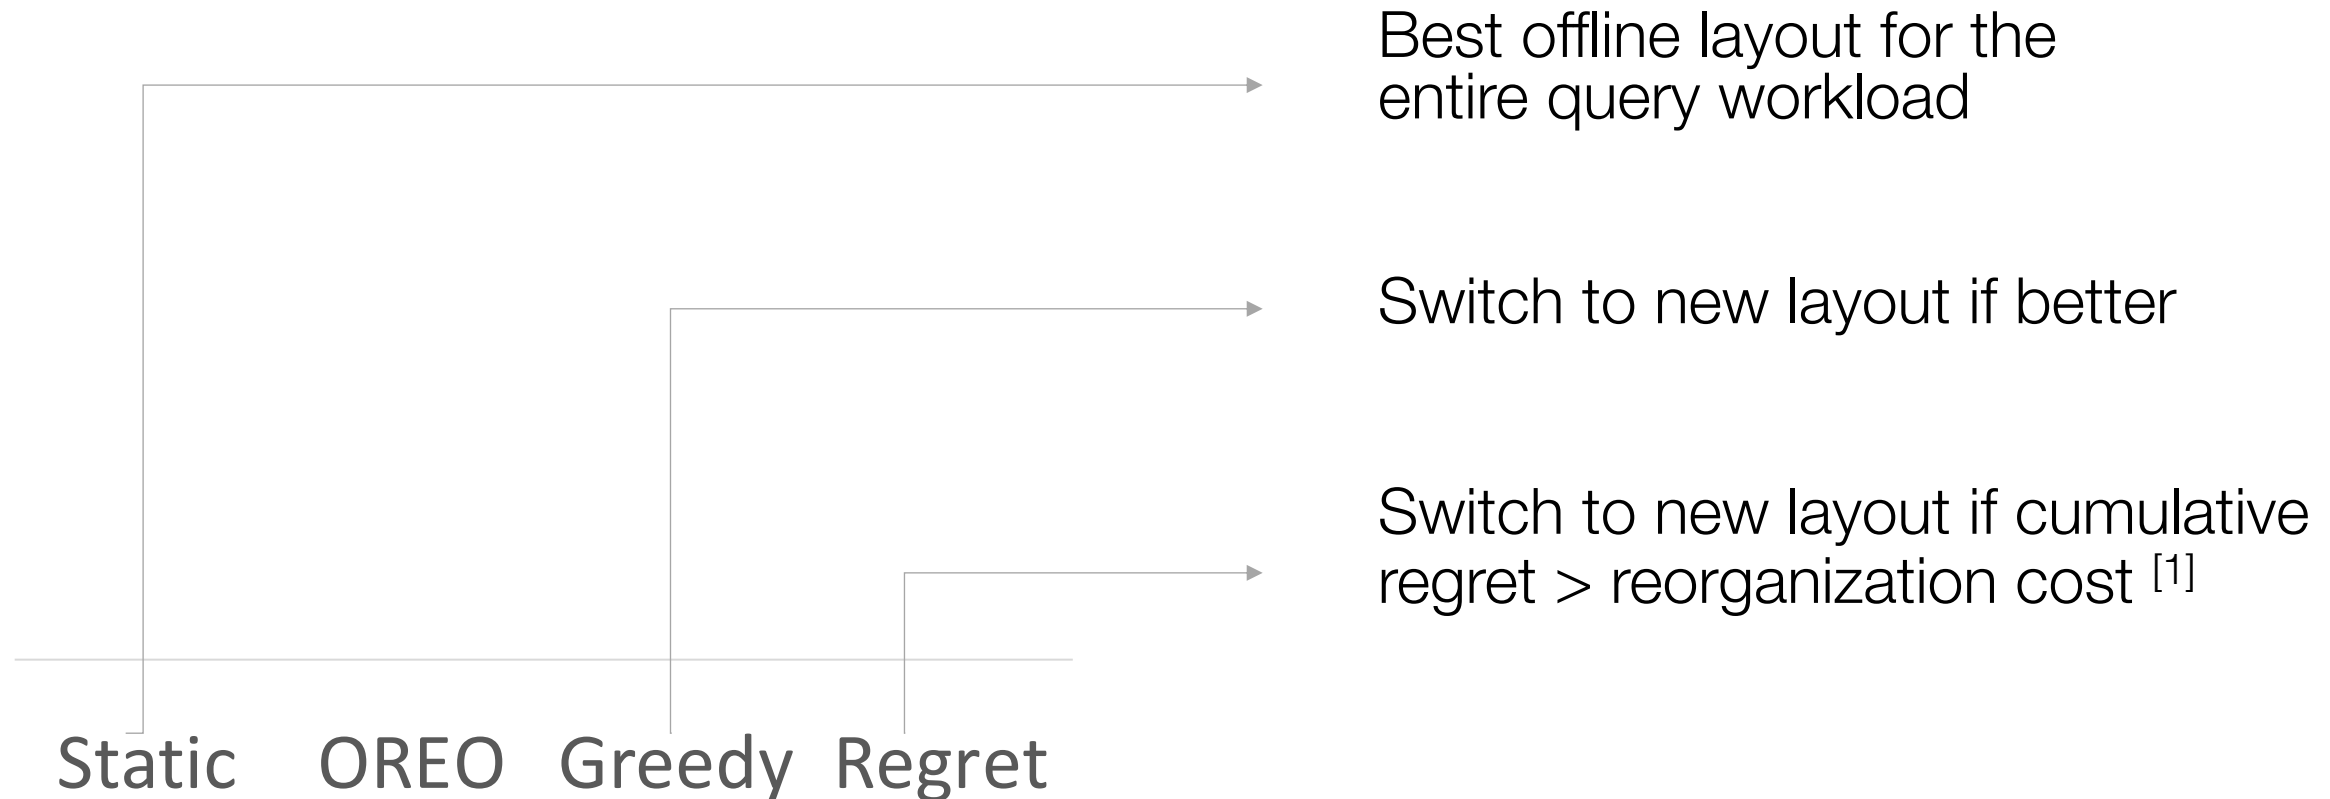 Best offline layout for the
entire query workload
Switch to new layout if better
Switch to new layout if cumulative
regret > reorganization cost [1]
Static OREO Greedy Regret